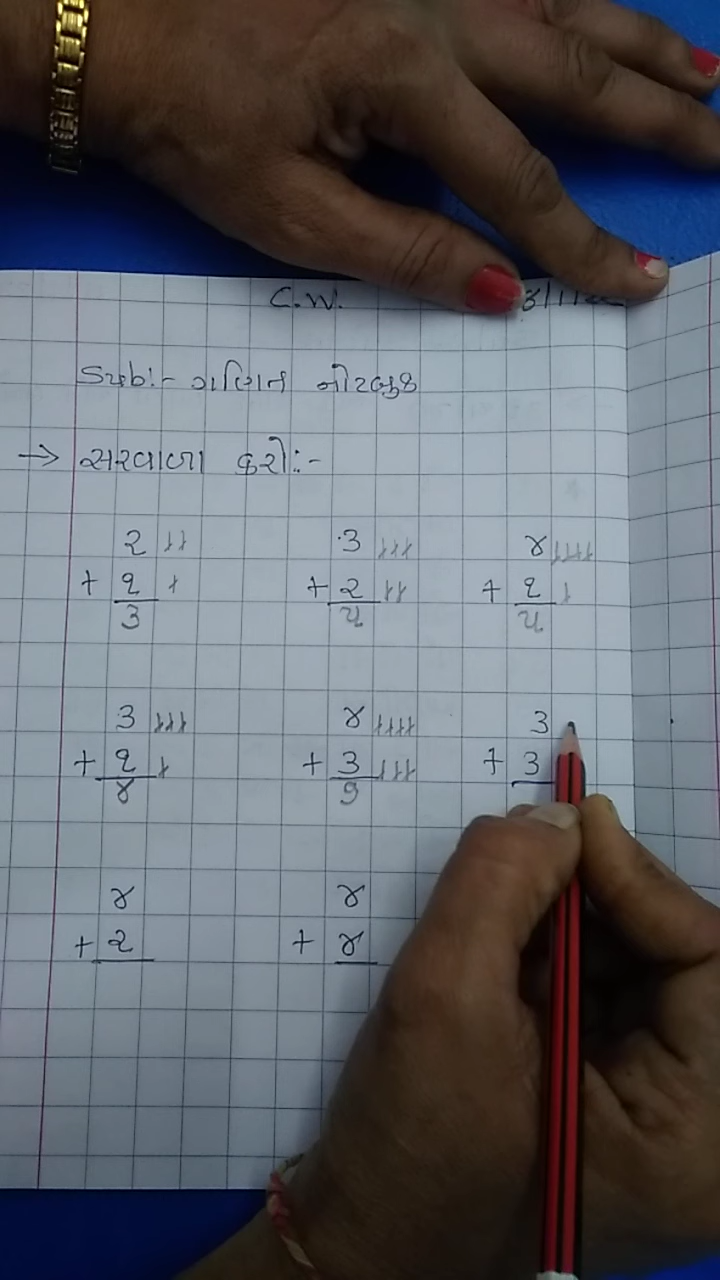 C.W.
Sub:- ગણિત નોટબુક
→ સરવાળા કરો:-
૨ ૩ ૪
+ ૧ + ૨ + ૧
૩ ૫ ૫
૩ ૪ ૩
+ ૧ + ૩ + ૩
૪ ૭
૪ ૪
+ ૨ + ૪